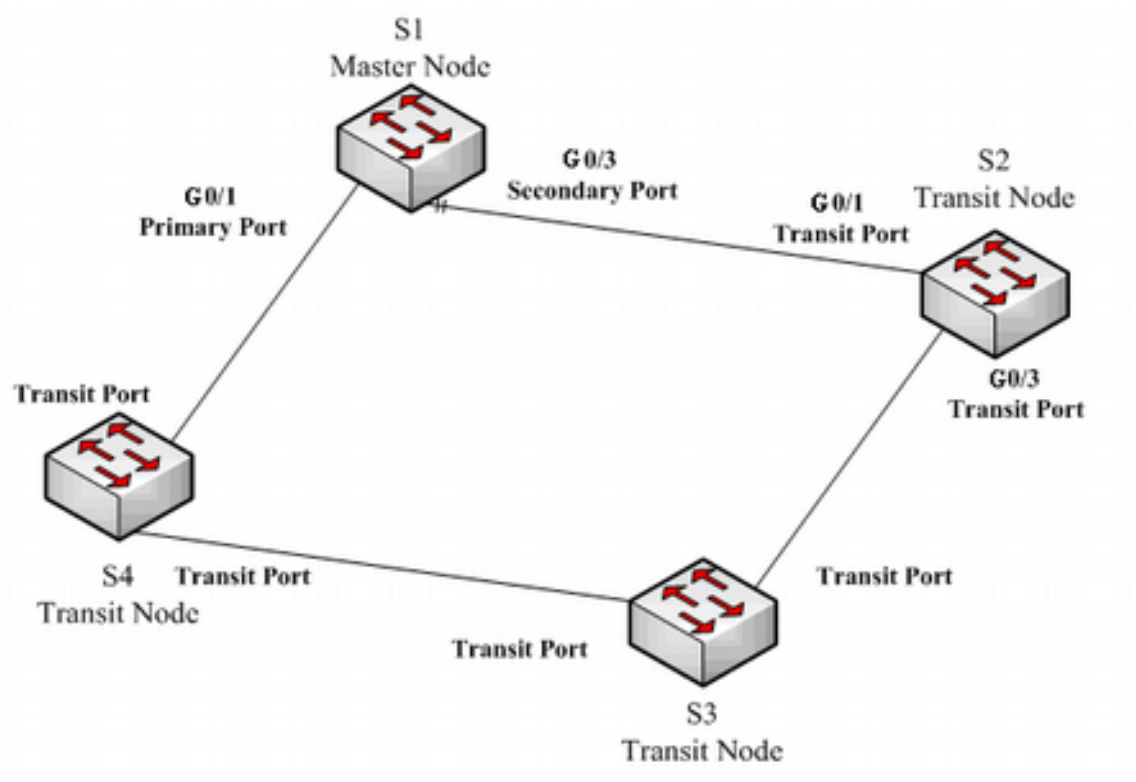 S1
Master Node
G0/3
Secondary Port
S2
Transit Node
G0/1
Primary Port
G0/1
Transit Port
G0/3
Transit Port
Transit Port
S4
Transit Node
Transit Port
Transit Port
Transit Port
S3
Transit Node